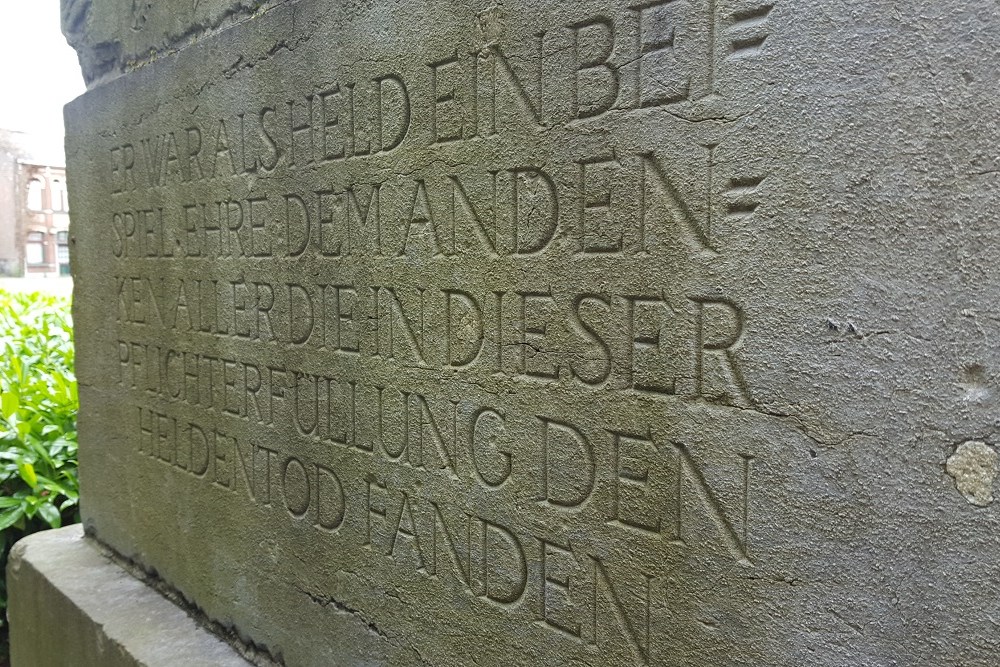 ER WAR ALS HELD EIN BEI=
SPIEL. EHRE DEM ANDEN=
KEN ALLER DIE IN DIESER
PFLICHTERFÜLLUNG DEN
HELDENTOD FANDEN